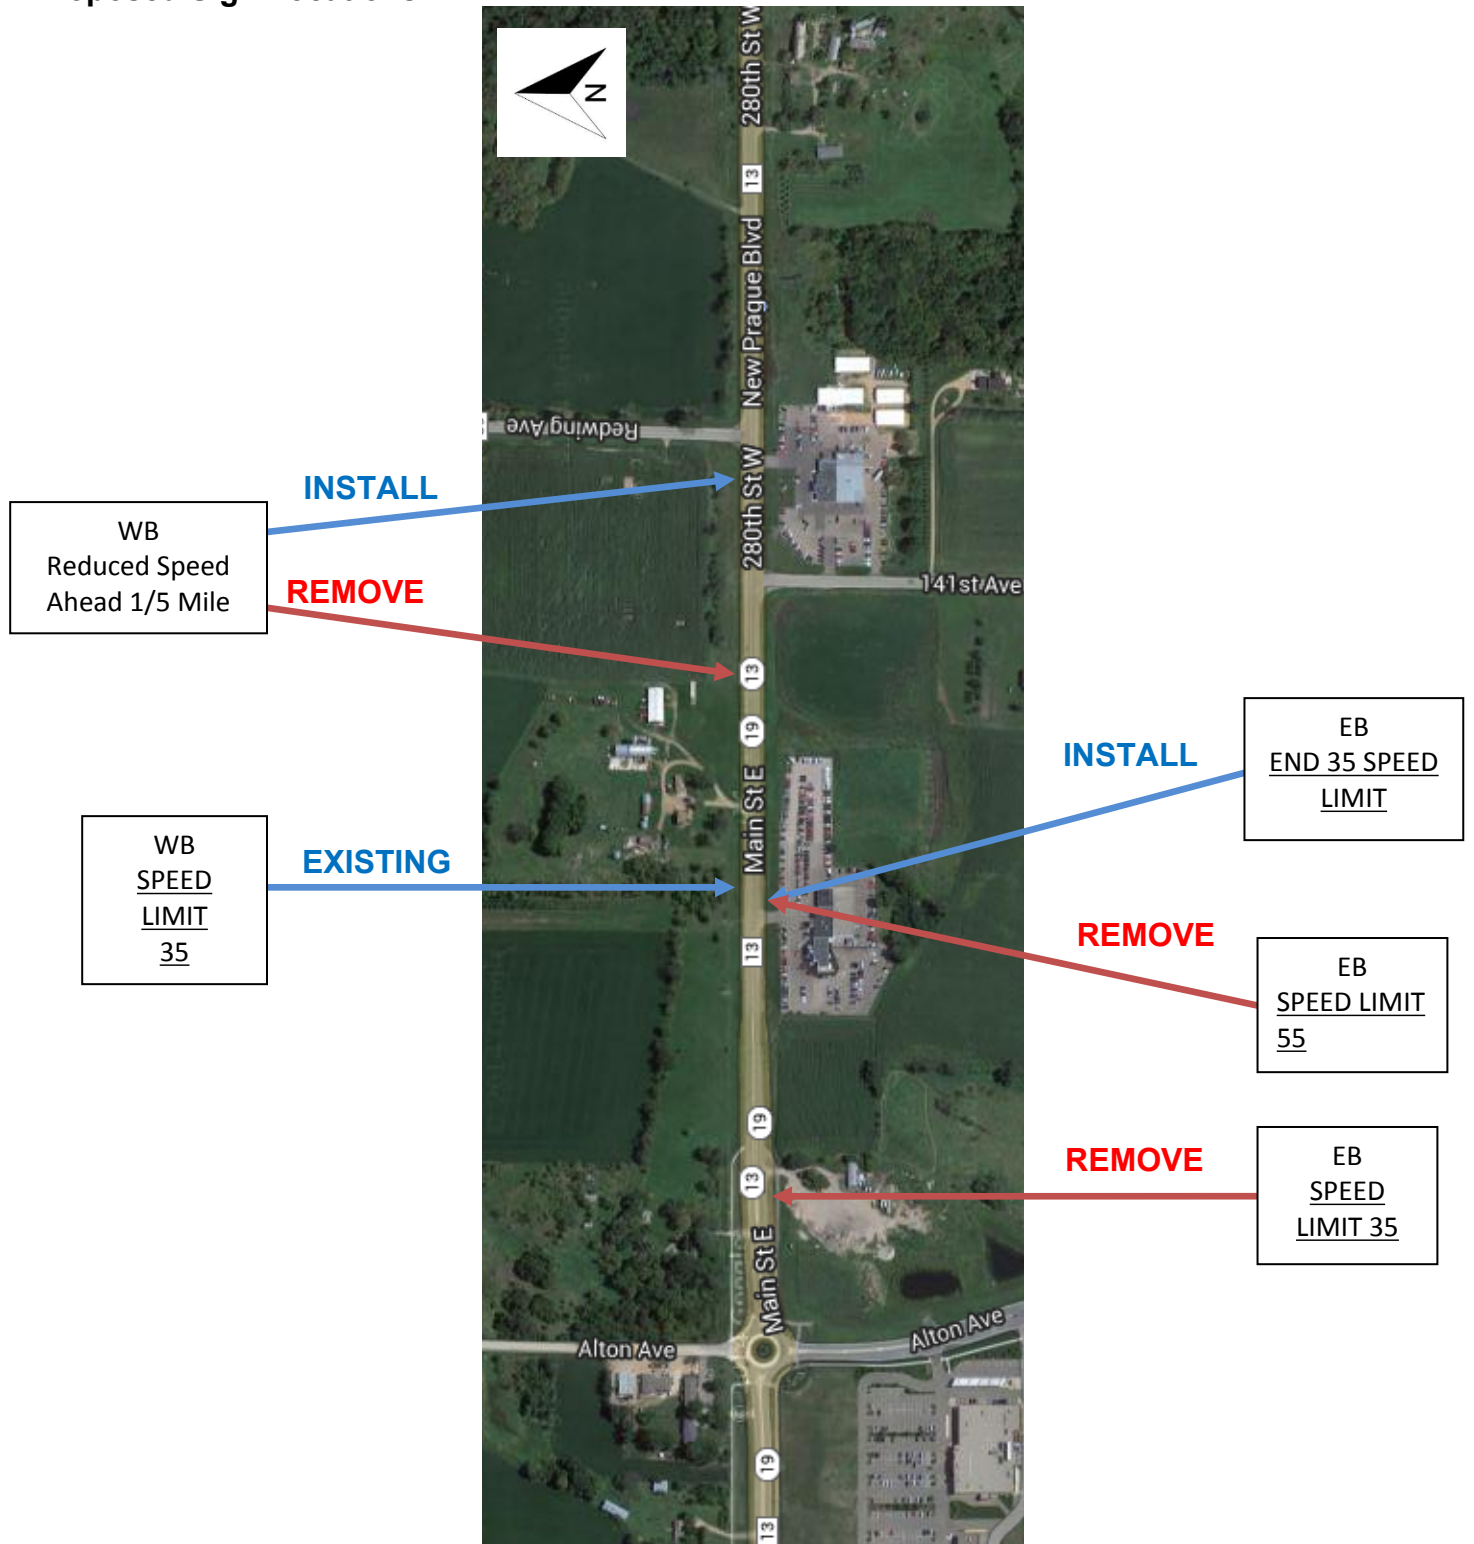 280th St W
N
13
New Prague Blvd
Redwing Ave
INSTALL
280th St W
WB
Reduced Speed
Ahead 1/5 Mile
REMOVE
141st Ave
13
19
INSTALL
EB
END 35 SPEED
LIMIT
Main St E
WB
SPEED
LIMIT
35
EXISTING
13
REMOVE
EB
SPEED LIMIT
55
19
13
REMOVE
EB
SPEED
LIMIT 35
Main St E
Alton Ave
Alton Ave
19
13